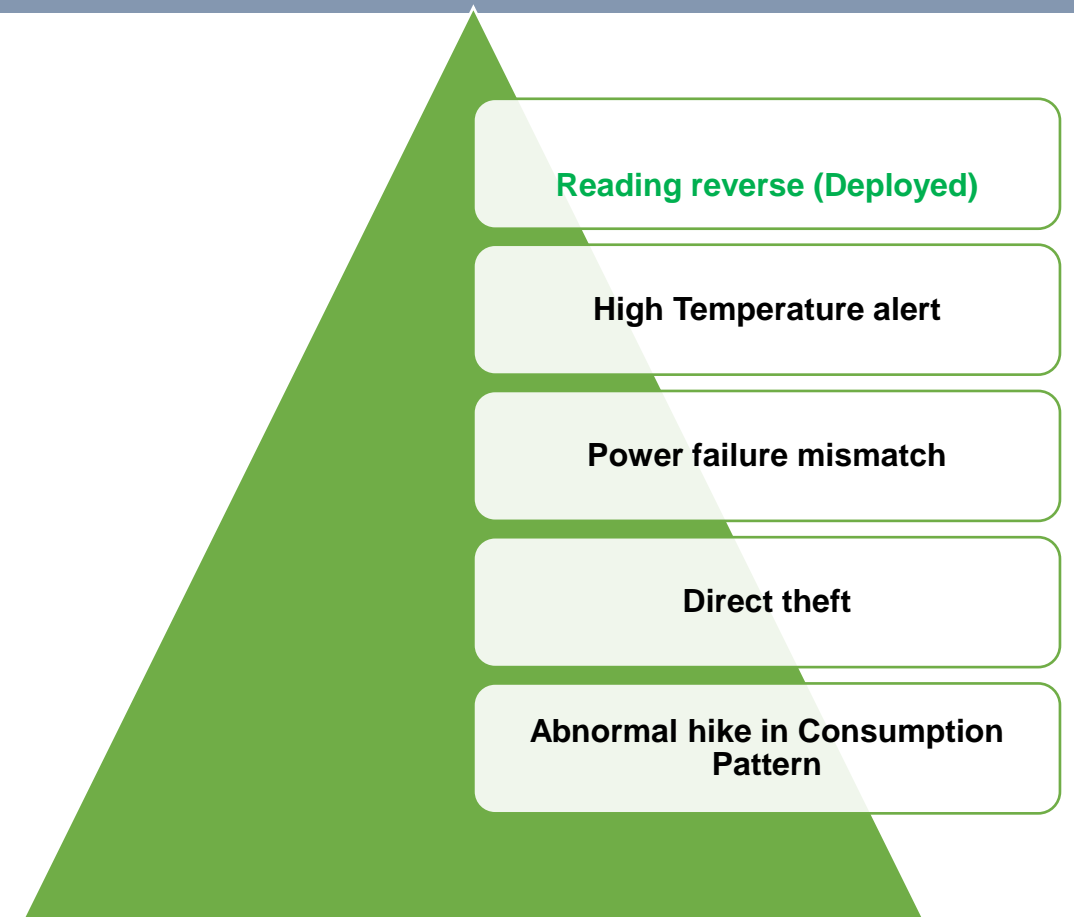 Reading reverse (Deployed)
High Temperature alert
Power failure mismatch
Direct theft
Abnormal hike in Consumption
Pattern